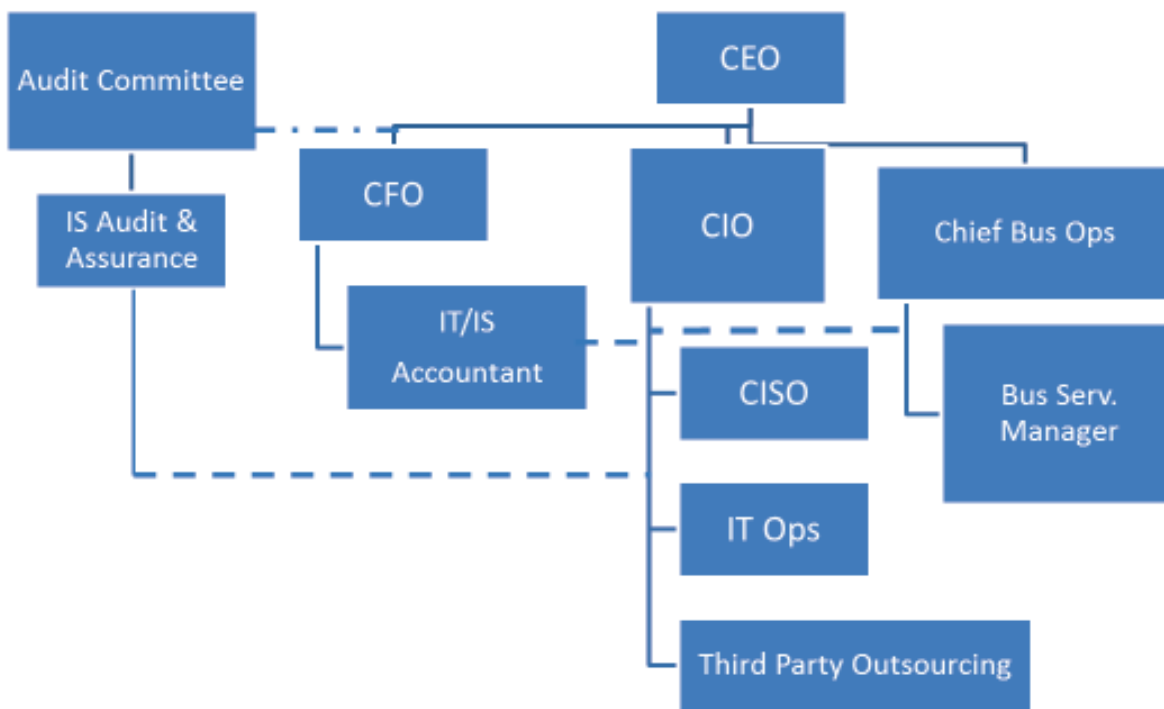 Audit Committee
CEO
CFO
CIO
Chief Bus Ops
IS Audit &
Assurance
IT/IS
Accountant
CISO
Bus Serv.
Manager
IT Ops
Third Party Outsourcing